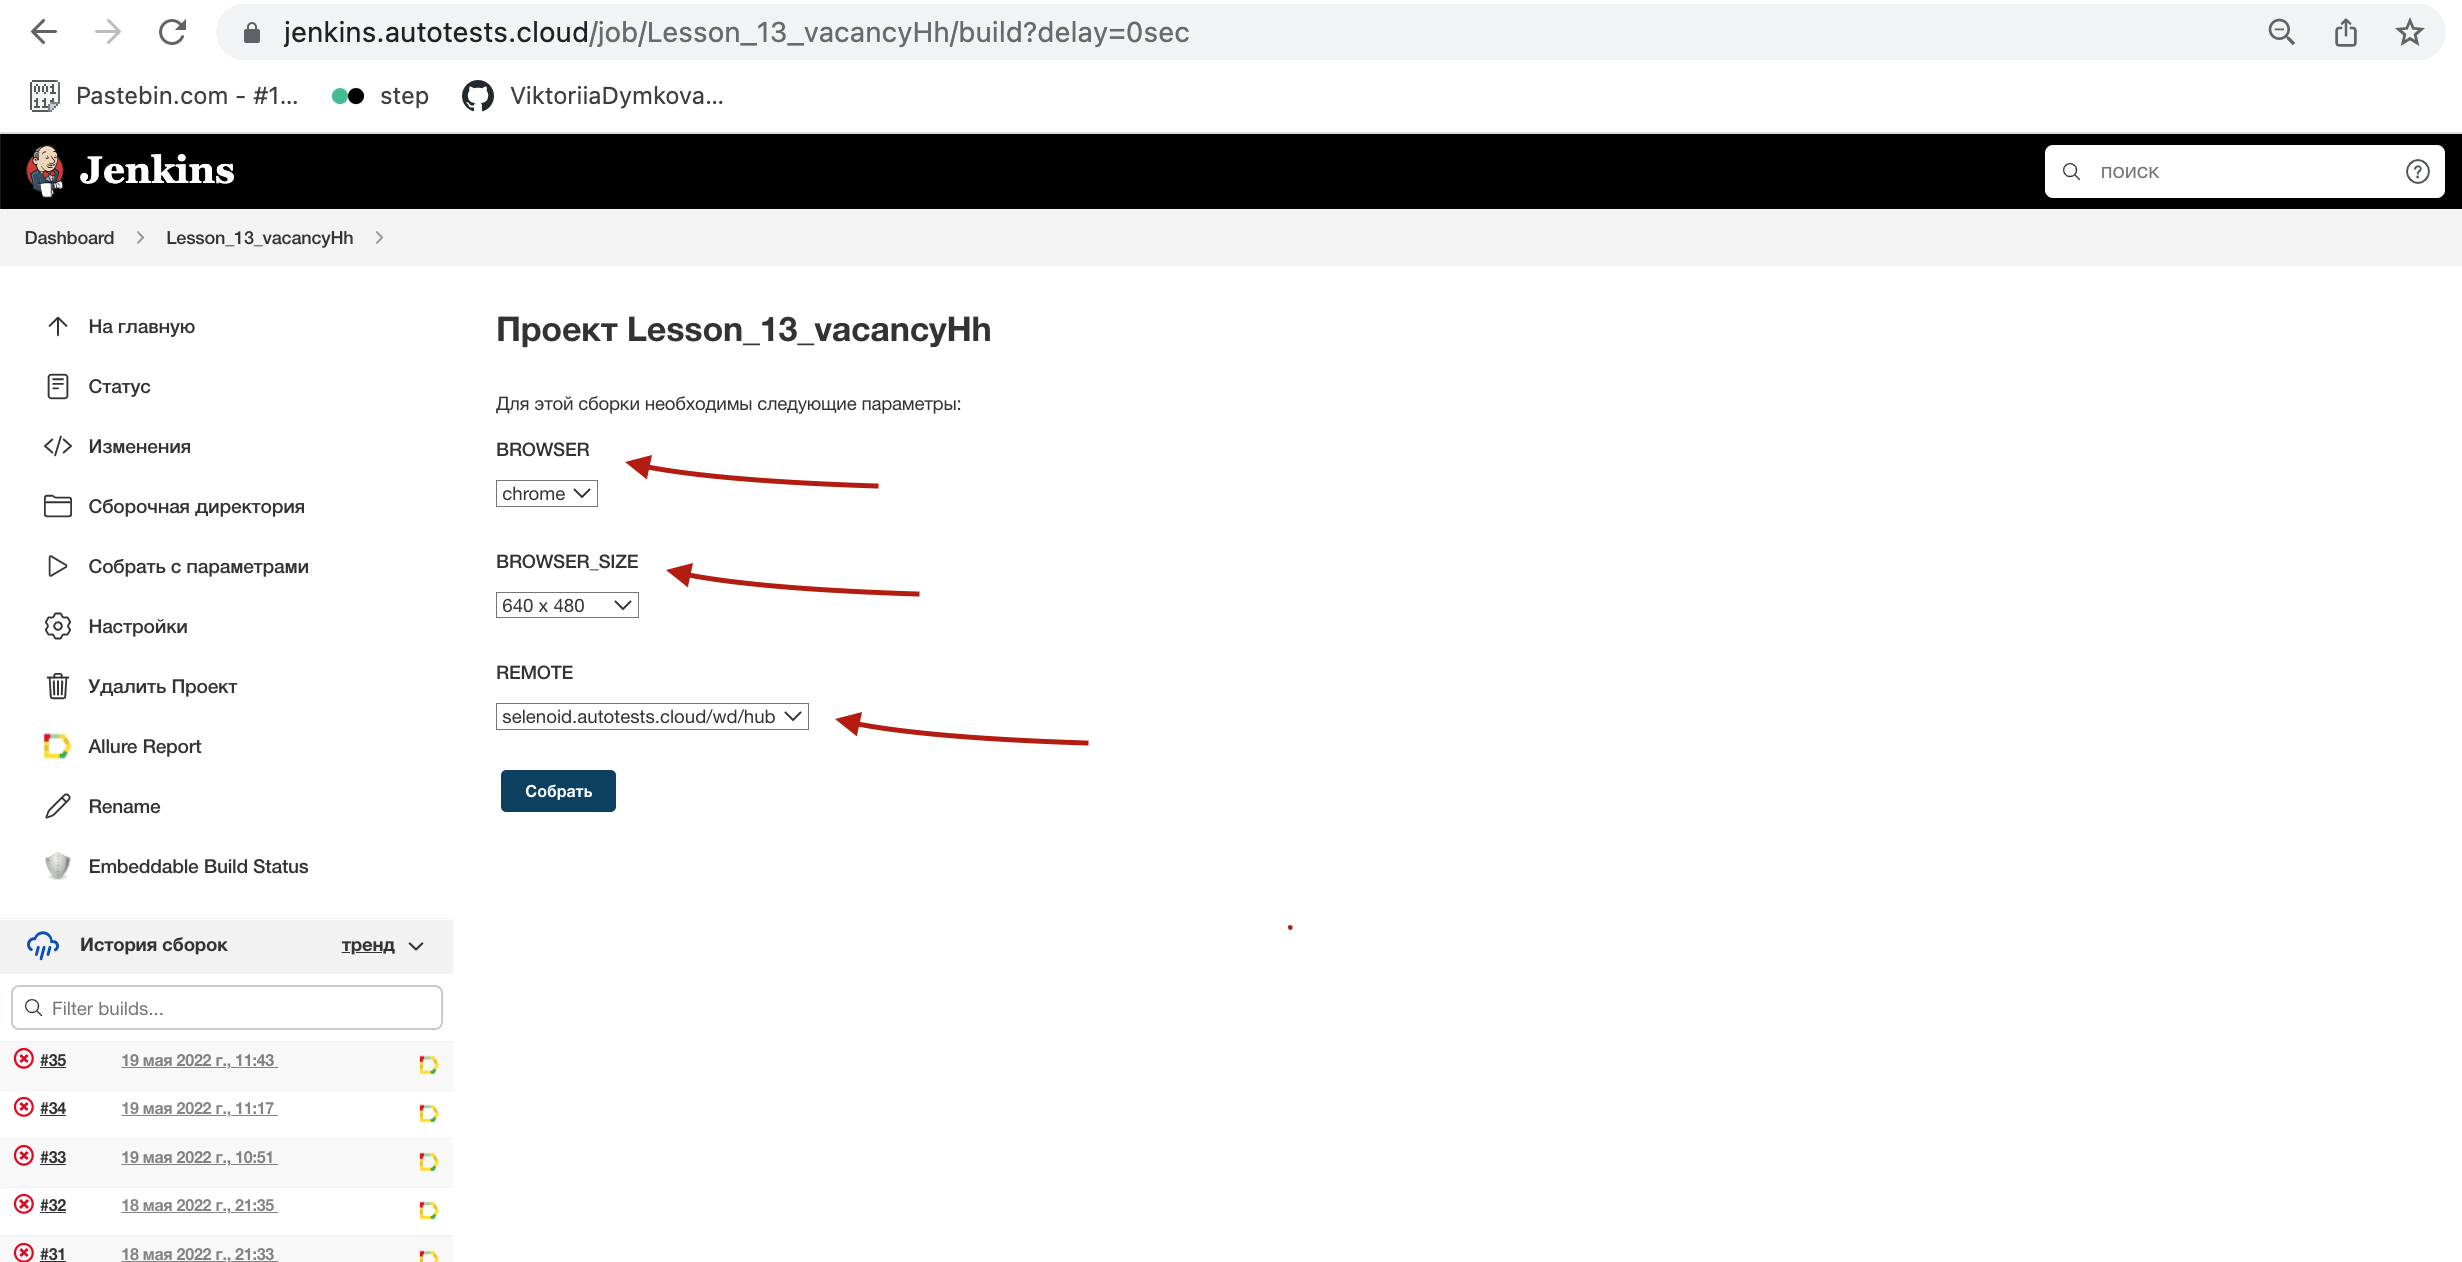 jenkins.autotests.cloud/job/Lesson_13_vacancyHh/build?delay=0sec
Pastebin.com - #1...
step
ViktoriiaDymkova...
Jenkins
поиск
Dashboard
Lesson_13_vacancyHh
На главную
Статус
Изменения
Сборочная директория
Собрать с параметрами
Настройки
Удалить Проект
Allure Report
Rename
Embeddable Build Status
История сборок
тренд
Filter builds...
#35 19 мая 2022 г., 11:43
#34 19 мая 2022 г., 11:17
#33 19 мая 2022 г., 10:51
#32 18 мая 2022 г., 21:35
#31 18 мая 2022 г., 21:33
Проект Lesson_13_vacancyHh
Для этой сборки необходимы следующие параметры:
BROWSER
chrome
BROWSER_SIZE
640 x 480
REMOTE
selenoid.autotests.cloud/wd/hub
Собрать